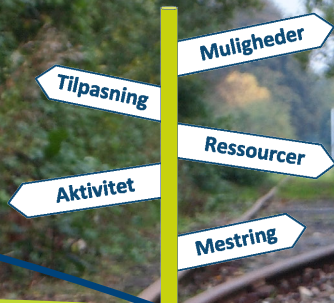 Muligheder
Tilpasning
Ressourcer
Aktivitet
Mestring